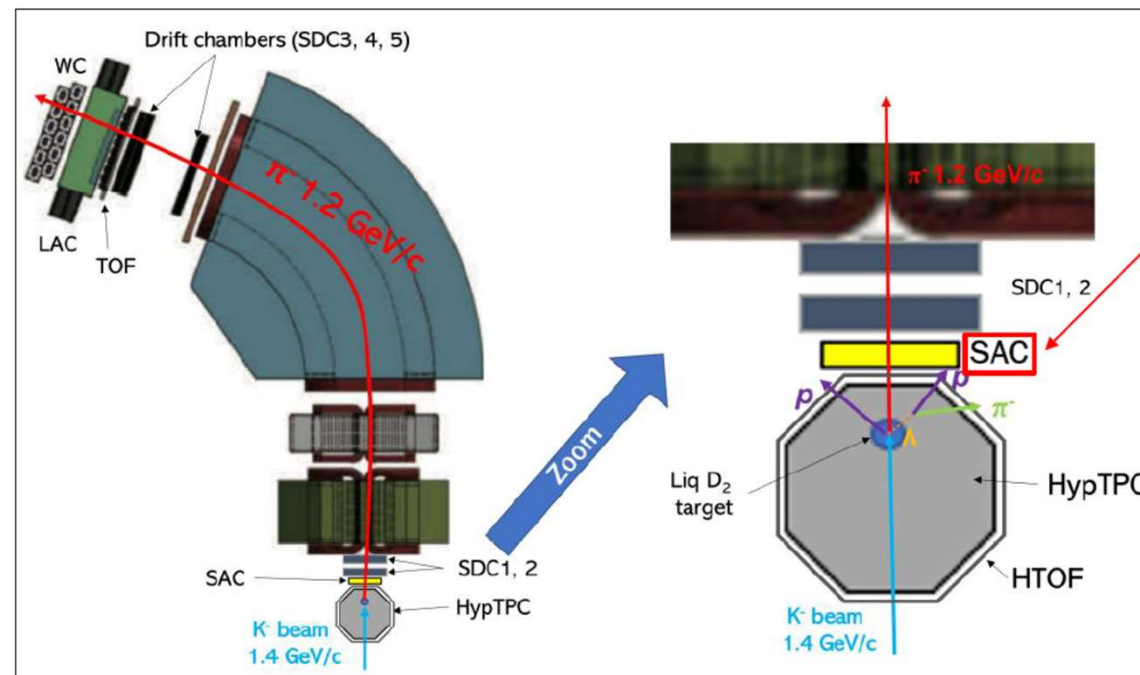 Drift chambers (SDC3, 4, 5)
WC
π⁻ 1.2 GeV/c
LAC
TOF
SAC
SDC1, 2
HypTPC
K⁻ beam
1.4 GeV/c
Zoom
π⁻ 1.2 GeV/c
SDC1, 2
SAC
p
p
π⁻
Λ
Liq D₂
target
HypTPC
HTOF
K⁻ beam
1.4 GeV/c